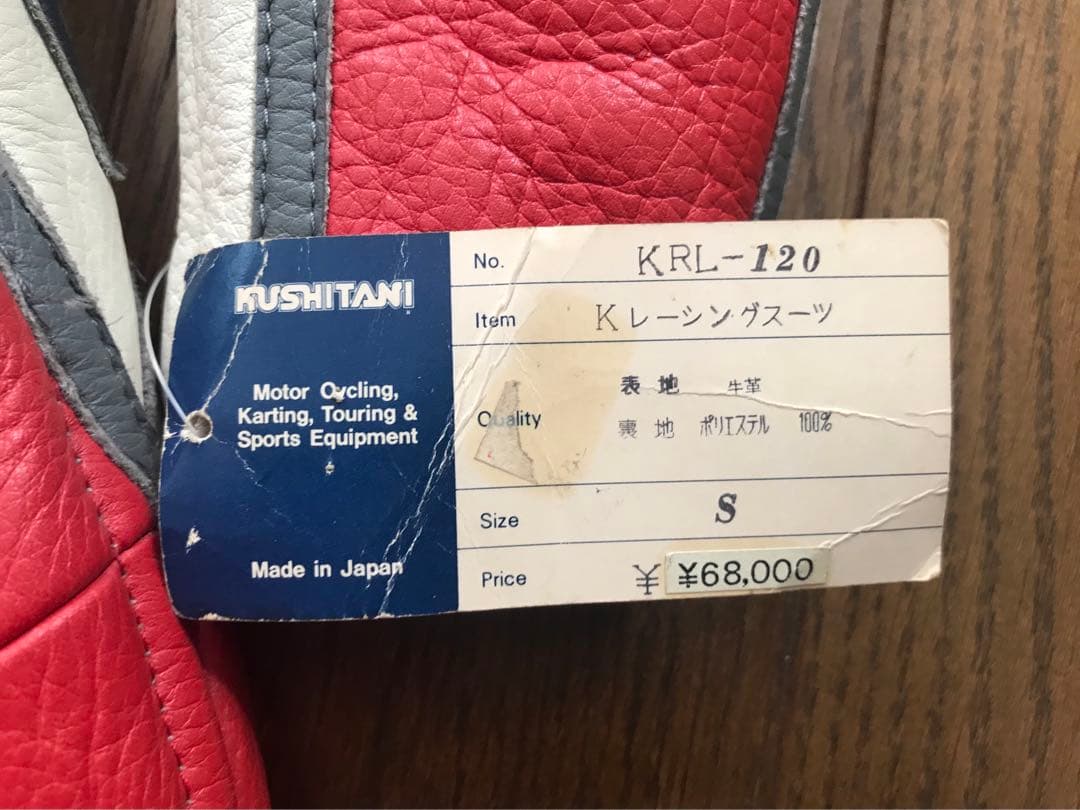 KUSHITANI
Motor Cycling,
Karting, Touring &
Sports Equipment
Made in Japan
No. KRL-120
Item Kレーシングスーツ
Quality 表地 牛革
裏地 ポリエステル 100%
Size S
Price ¥ ¥68,000